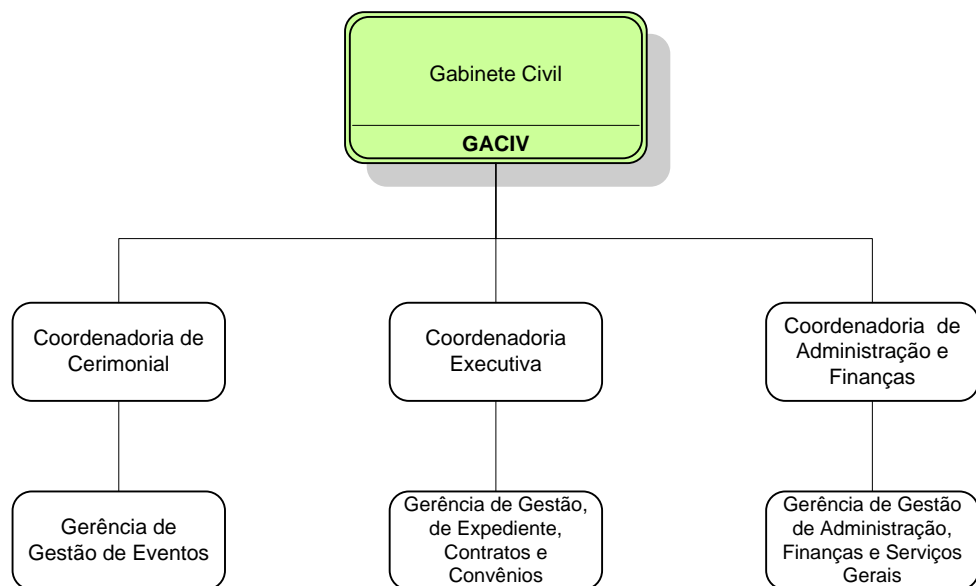 Gabinete Civil
GACIV
Coordenadoria de
Cerimonial
Coordenadoria
Executiva
Coordenadoria de
Administração e
Finanças
Gerência de
Gestão de Eventos
Gerência de Gestão,
de Expediente,
Contratos e
Convênios
Gerência de Gestão
de Administração,
Finanças e Serviços
Gerais